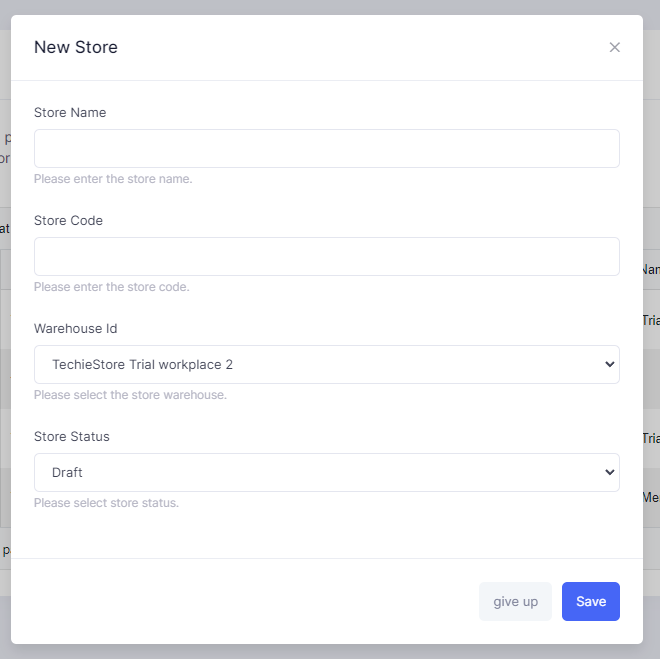 New Store
Store Name
Please enter the store name.
Store Code
Please enter the store code.
Warehouse Id
TechieStore Trial workplace 2
Please select the store warehouse.
Store Status
Draft
Please select store status.
give up
Save